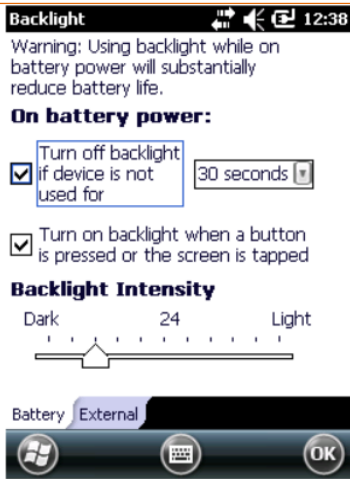 Backlight 12:38
Warning: Using backlight while on
battery power will substantially
reduce battery life.
On battery power:
Turn off backlight
if device is not
used for
30 seconds
Turn on backlight when a button
is pressed or the screen is tapped
Backlight Intensity
Dark 24 Light
Battery External
OK